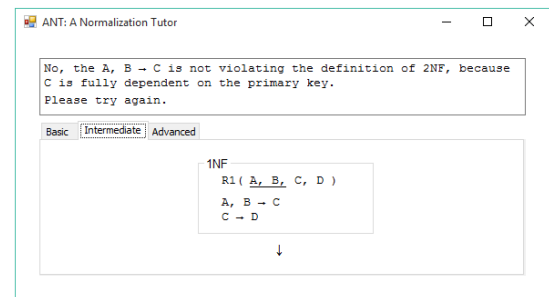 ANT: A Normalization Tutor
No, the A, B → C is not violating the definition of 2NF, because
C is fully dependent on the primary key.
Please try again.
Basic Intermediate Advanced
1NF
R1( A, B, C, D )
A, B → C
C → D
↓